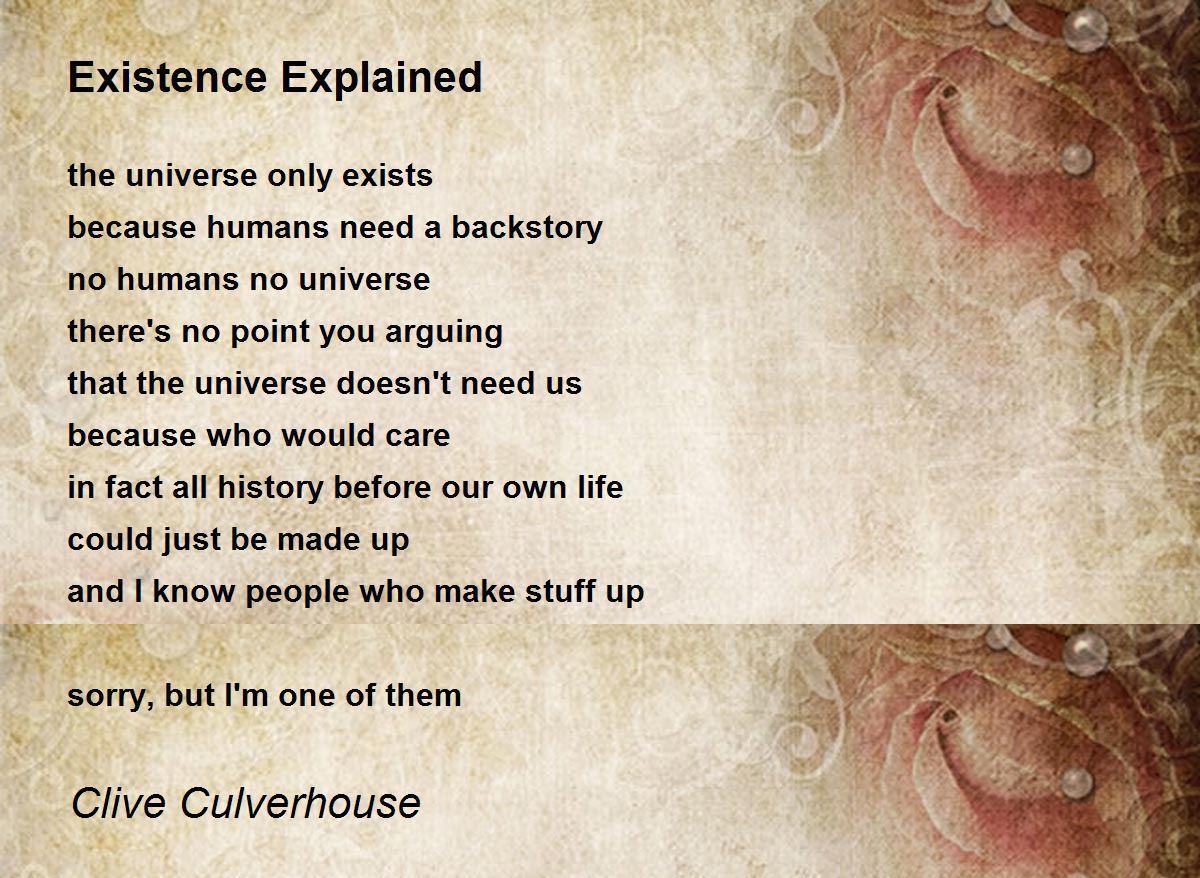 Existence Explained
the universe only exists
because humans need a backstory
no humans no universe
there's no point you arguing
that the universe doesn't need us
because who would care
in fact all history before our own life
could just be made up
and I know people who make stuff up
sorry, but I'm one of them
Clive Culverhouse